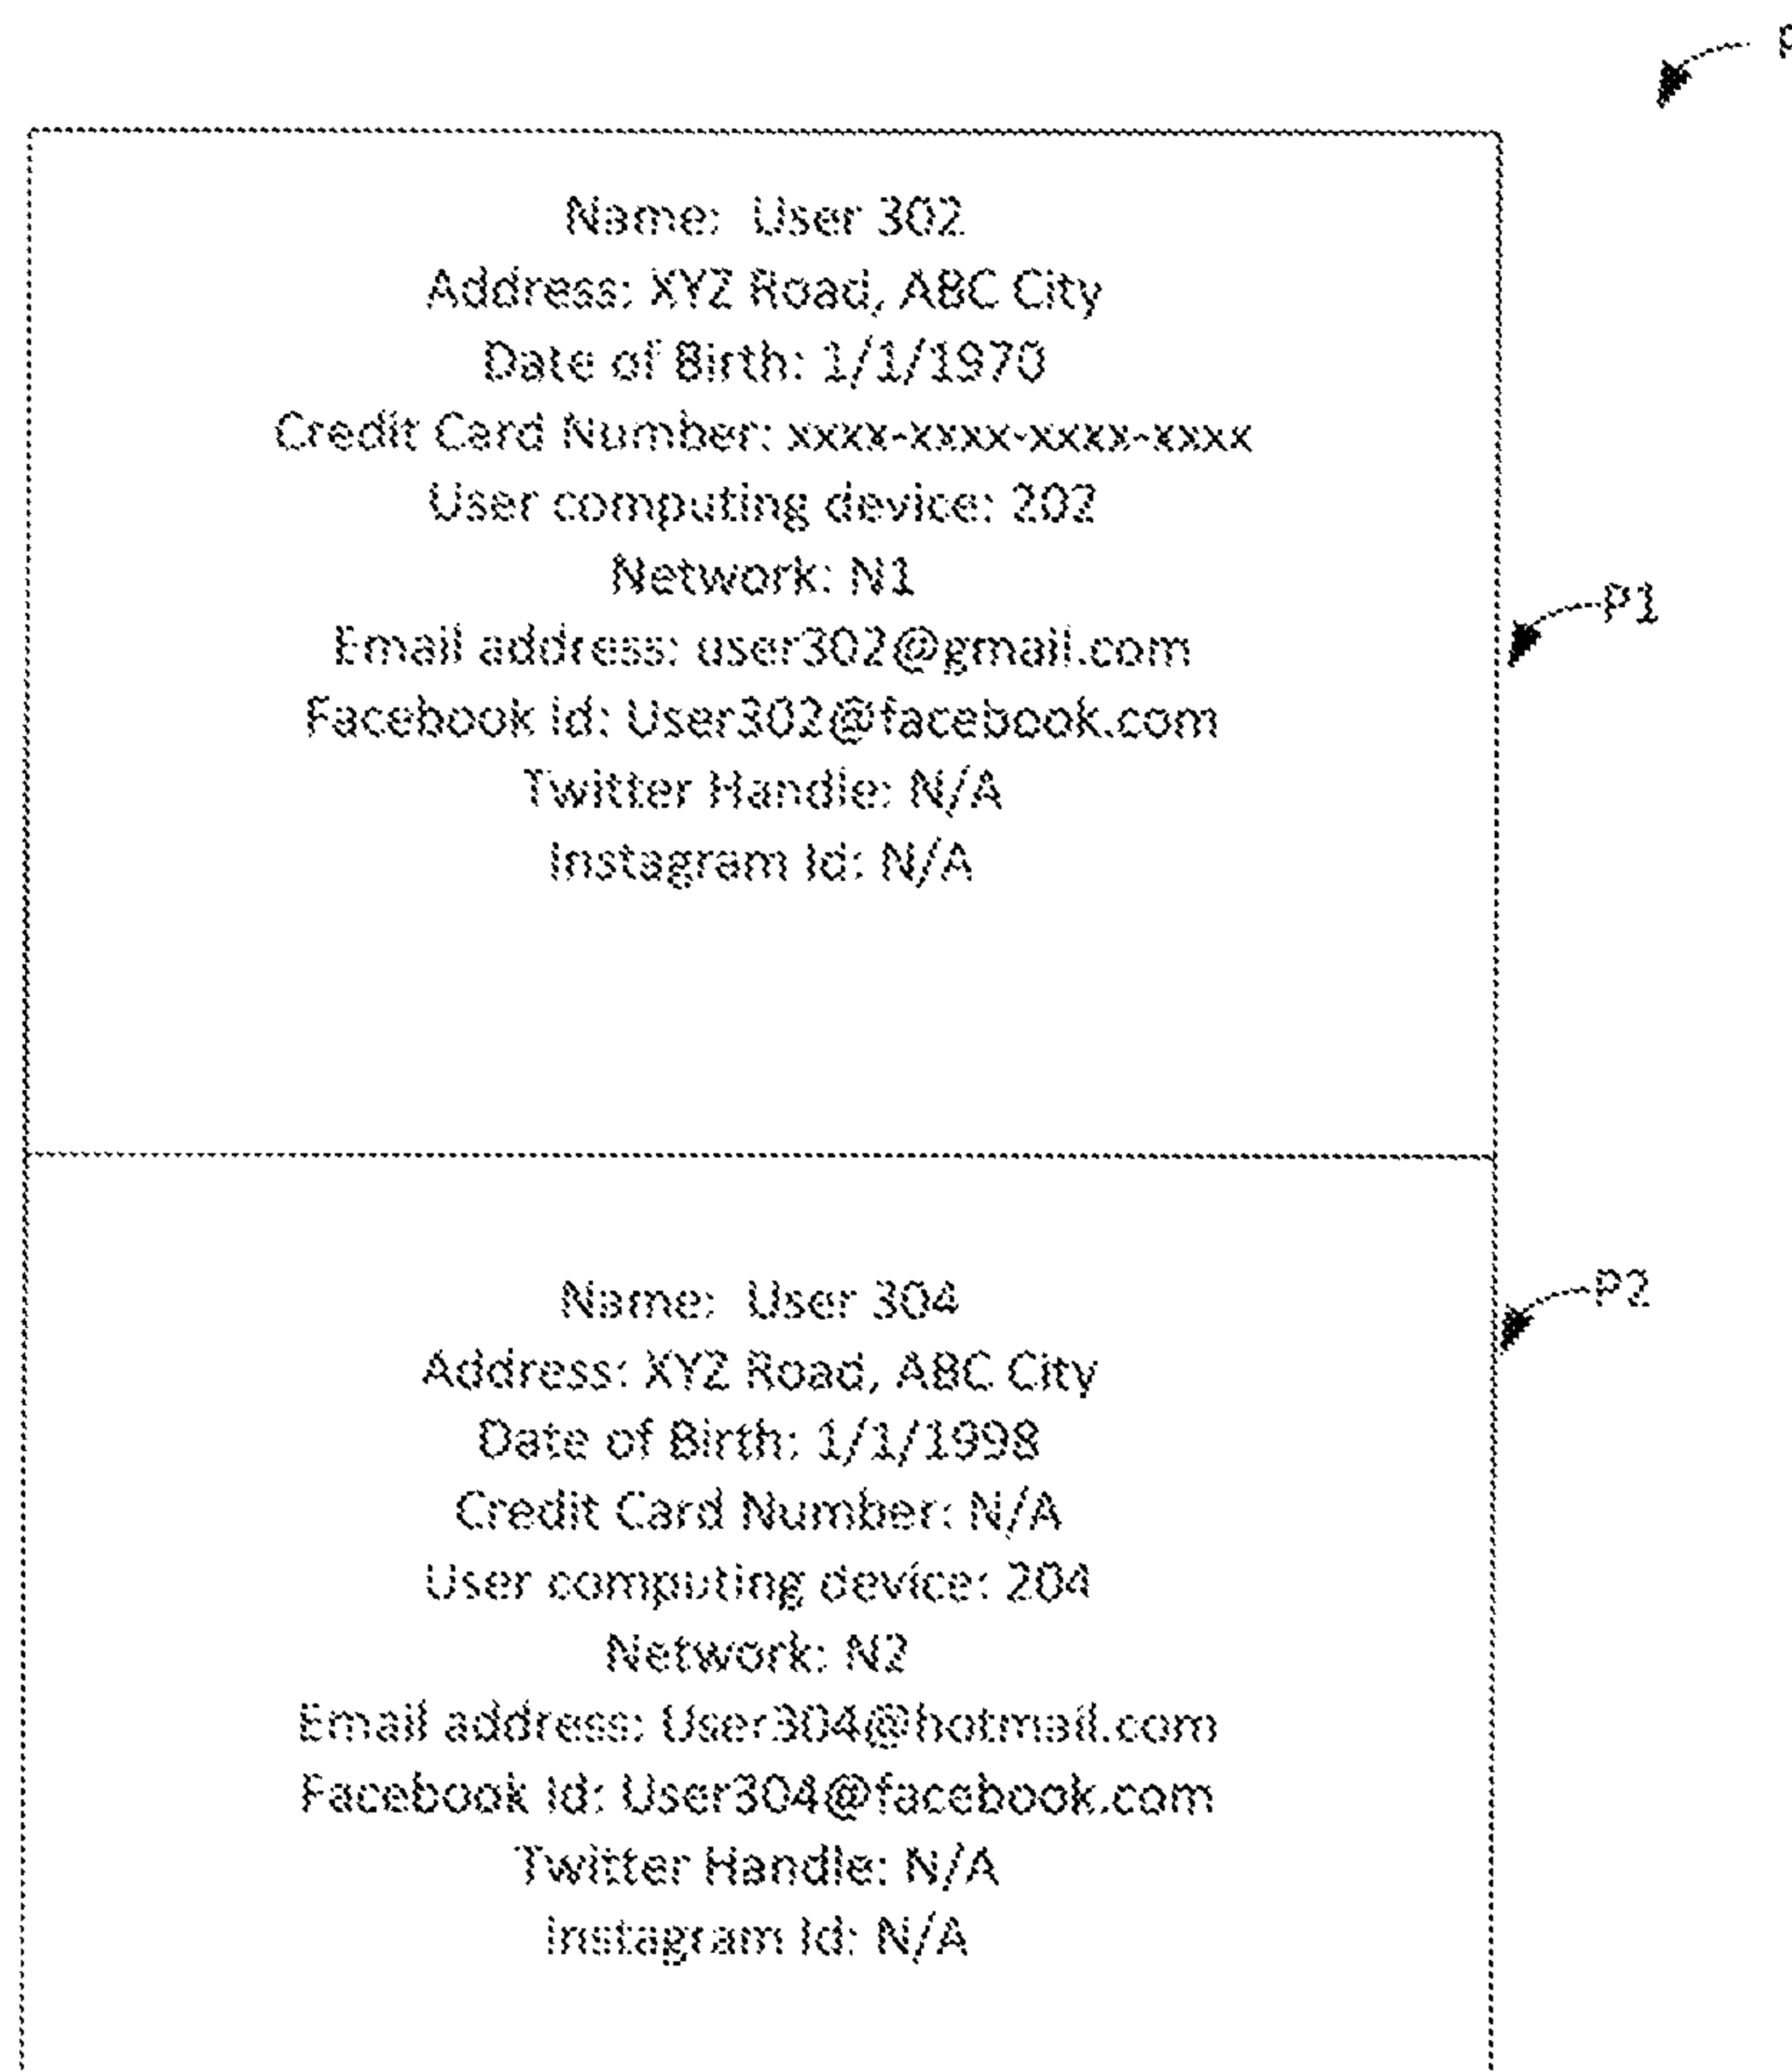 Name: User 302
Address: XYZ Road, ABC City
Date of Birth: 1/1/1970
Credit Card Number: xxxx-xxxx-xxxx-xxxx
User computing device: 202
Network: N1
P1
Email address: user302@gmail.com
Facebook Id: User302@facebook.com
Twitter Handle: N/A
Instagram Id: N/A
Name: User 304
P2
Address: XYZ Road, ABC City
Date of Birth: 1/1/1998
Credit Card Number: N/A
User computing device: 204
Network: N2
Email address: User304@hotmail.com
Facebook Id: User304@facebook.com
Twitter Handle: N/A
Instagram Id: N/A